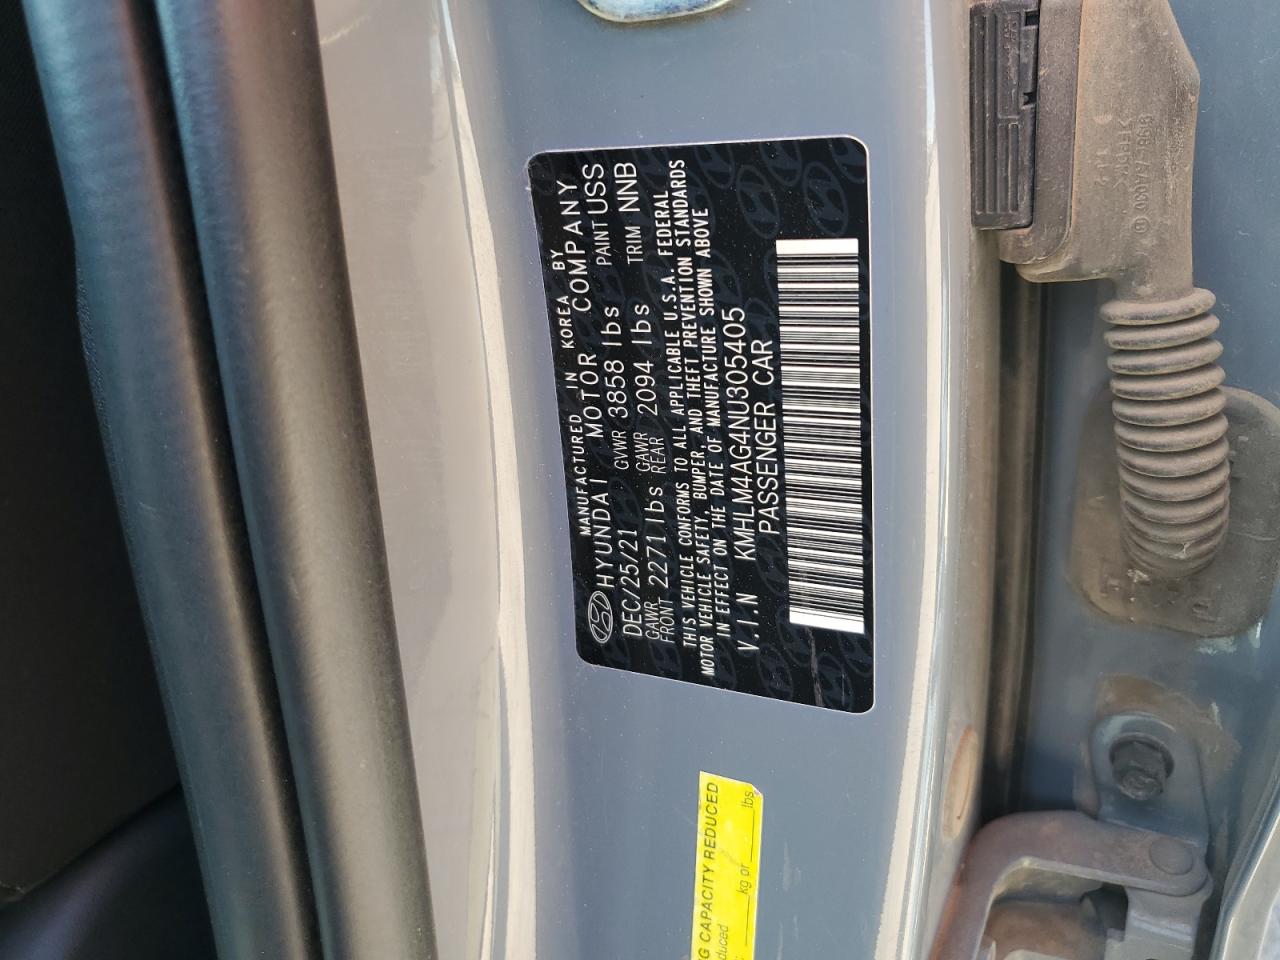 MANUFACTURED IN KOREA BY
HYUNDAI MOTOR COMPANY
DEC/25/21 GVWR 3858 lbs PAINT USS
GAWR FRONT 2271 lbs GAWR REAR 2094 lbs TRIM NNB
THIS VEHICLE CONFORMS TO ALL APPLICABLE U.S.A. FEDERAL
MOTOR VEHICLE SAFETY, BUMPER, AND THEFT PREVENTION STANDARDS
IN EFFECT ON THE DATE OF MANUFACTURE SHOWN ABOVE
V.I.N KMHLM4AG4NU305405
PASSENGER CAR
G CAPACITY REDUCED
duced ____ kg or ____ lbs